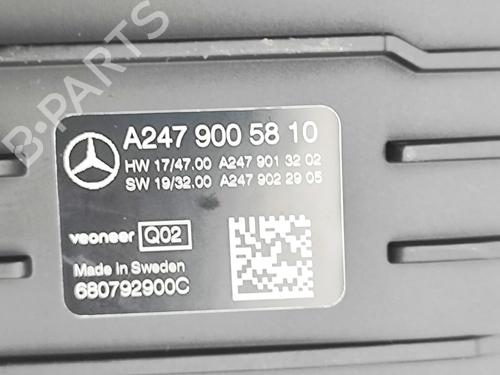 B-PARTS
A247 900 58 10
HW 17/47.00 A247 901 32 02
SW 19/32.00 A247 902 29 05
veoneer Q02
Made in Sweden
680792900C